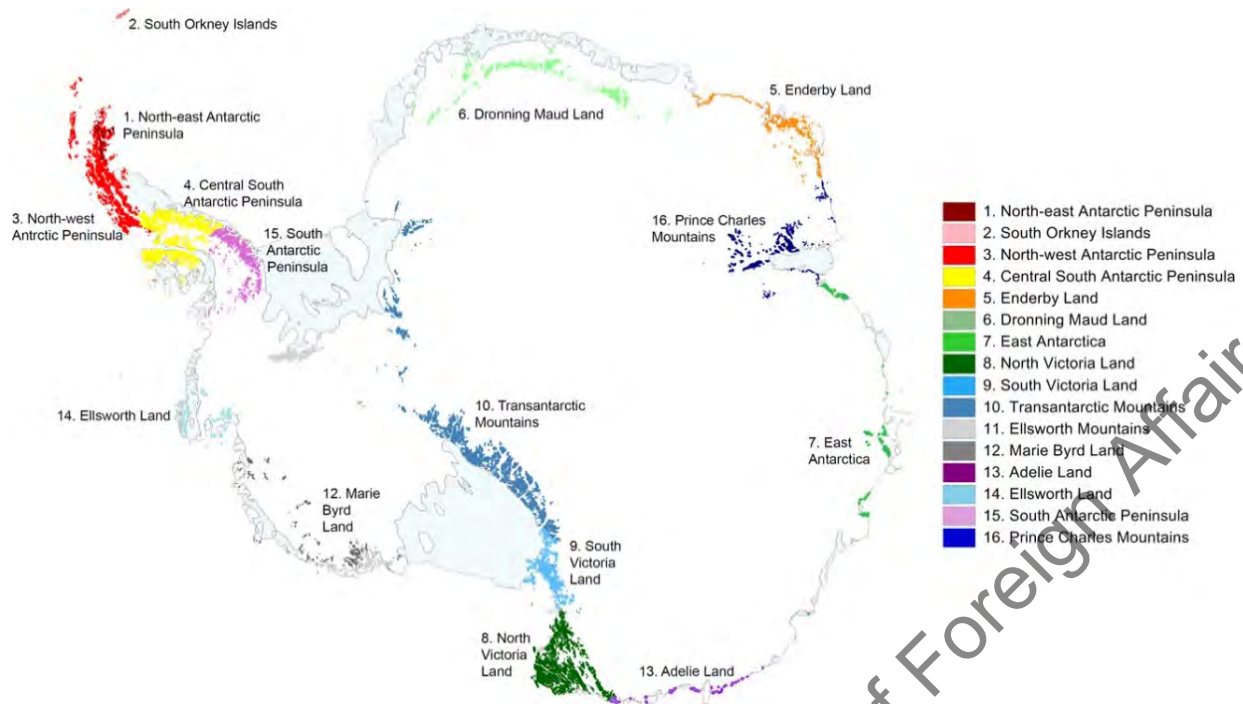 2. South Orkney Islands
1. North-east Antarctic
Peninsula
6. Dronning Maud Land
5. Enderby Land
4. Central South
Antarctic Peninsula
3. North-west
Antrctic Peninsula
15. South
Antarctic
Peninsula
16. Prince Charles
Mountains
14. Ellsworth Land
10. Transantarctic
Mountains
7. East
Antarctica
12. Marie
Byrd
Land
9. South
Victoria
Land
8. North
Victoria
Land
13. Adelie Land
1. North-east Antarctic Peninsula
2. South Orkney Islands
3. North-west Antarctic Peninsula
4. Central South Antarctic Peninsula
5. Enderby Land
6. Dronning Maud Land
7. East Antarctica
8. North Victoria Land
9. South Victoria Land
10. Transantarctic Mountains
11. Ellsworth Mountains
12. Marie Byrd Land
13. Adelie Land
14. Ellsworth Land
15. South Antarctic Peninsula
16. Prince Charles Mountains
of Foreign Affair